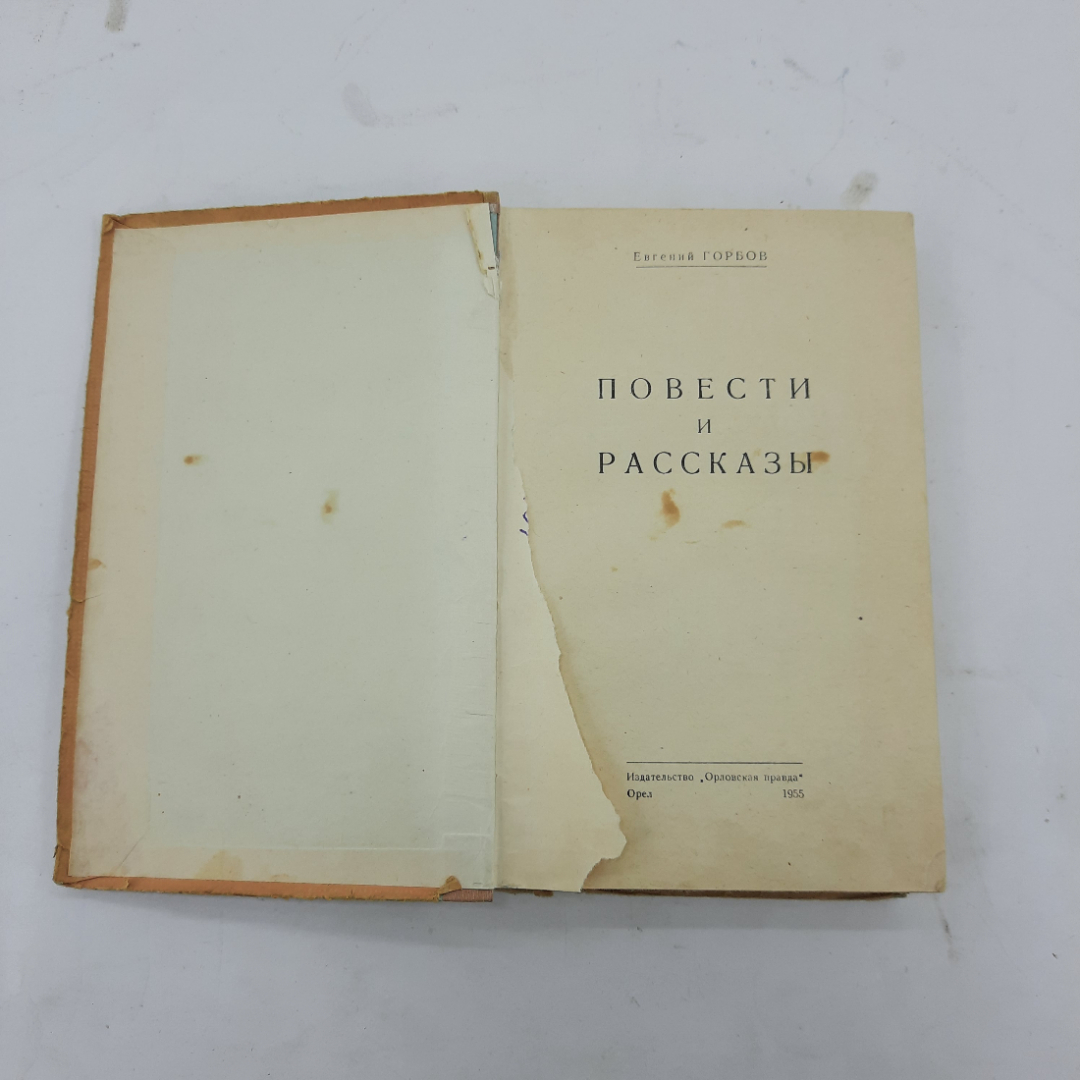 Евгений ГОРБОВ
ПОВЕСТИ
И
РАССКАЗЫ
Издательство „Орловская правда“
Орел 1955